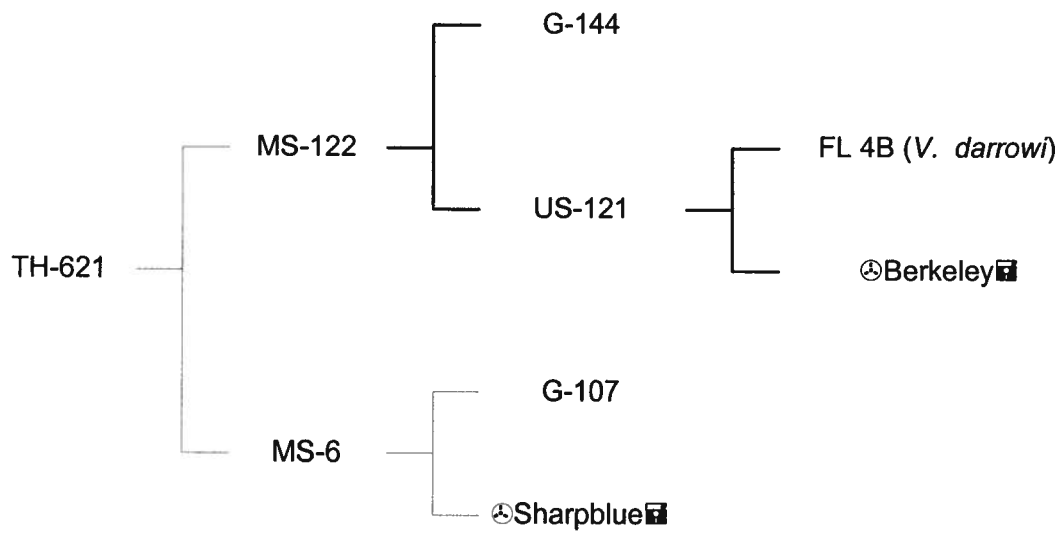 G-144
MS-122
FL 4B (V. darrowi)
US-121
TH-621
✇Berkeley🖬
G-107
MS-6
✇Sharpblue🖬